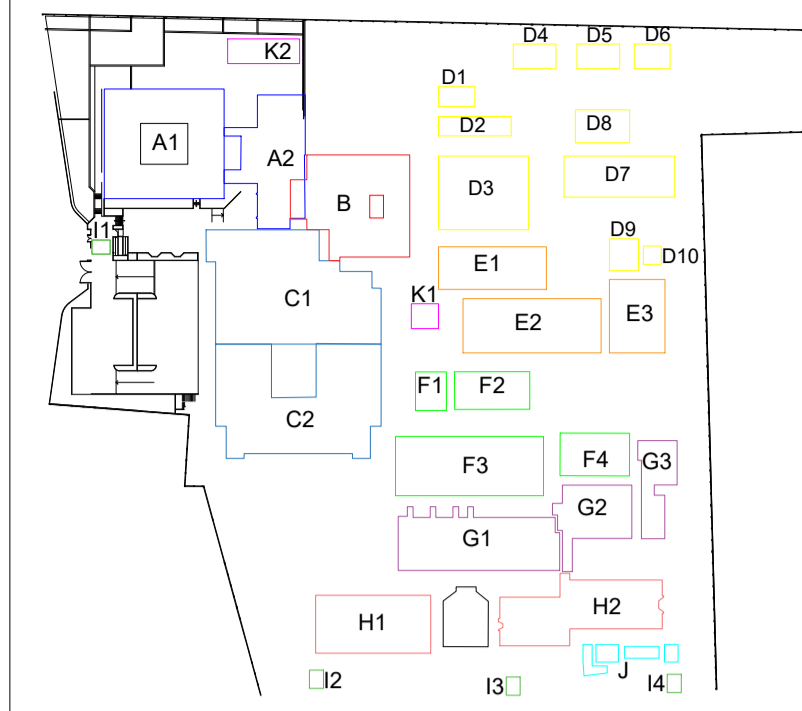 D4 D5 D6
K2
D1
D2 D8
A1
A2
D3 D7
B
I1 D9
D10
E1
C1 K1
E2 E3
F1 F2
C2
F3 F4 G3
G2
G1
H1 H2
J
I2 I3 I4